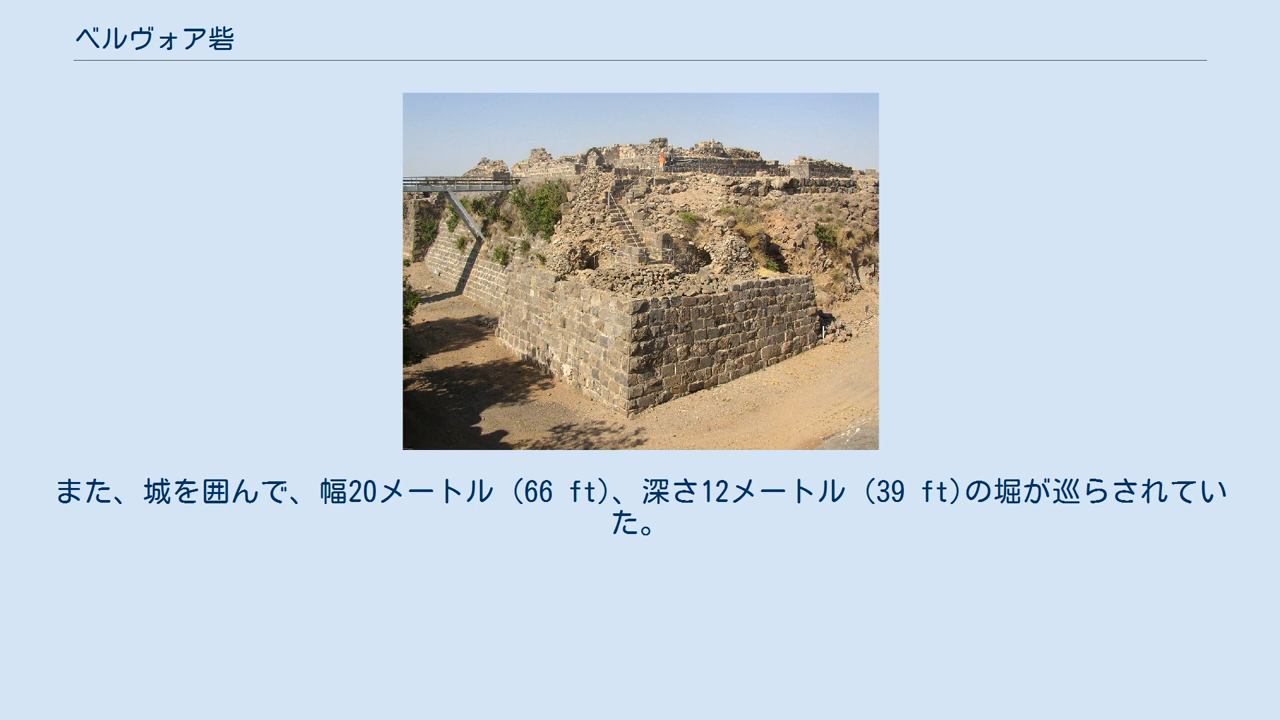 ベルヴォア砦
また、城を囲んで、幅20メートル (66 ft)、深さ12メートル (39 ft)の堀が巡らされてい
た。